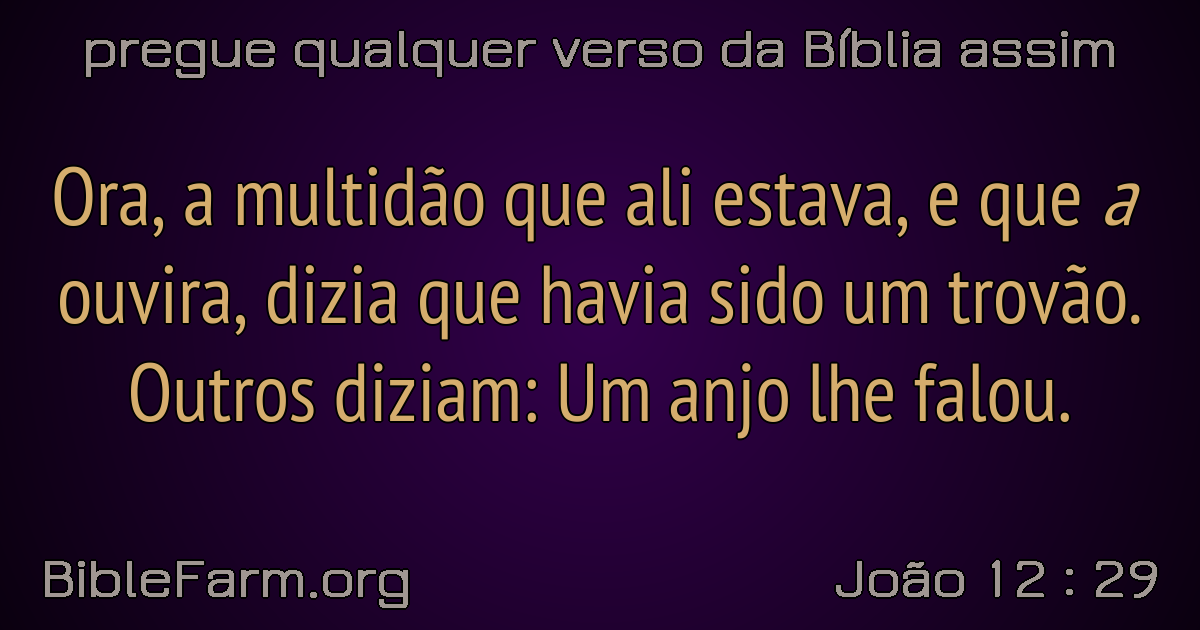 pregue qualquer verso da Bíblia assim
Ora, a multidão que ali estava, e que a
ouvira, dizia que havia sido um trovão.
Outros diziam: Um anjo lhe falou.
BibleFarm.org
João 12 : 29